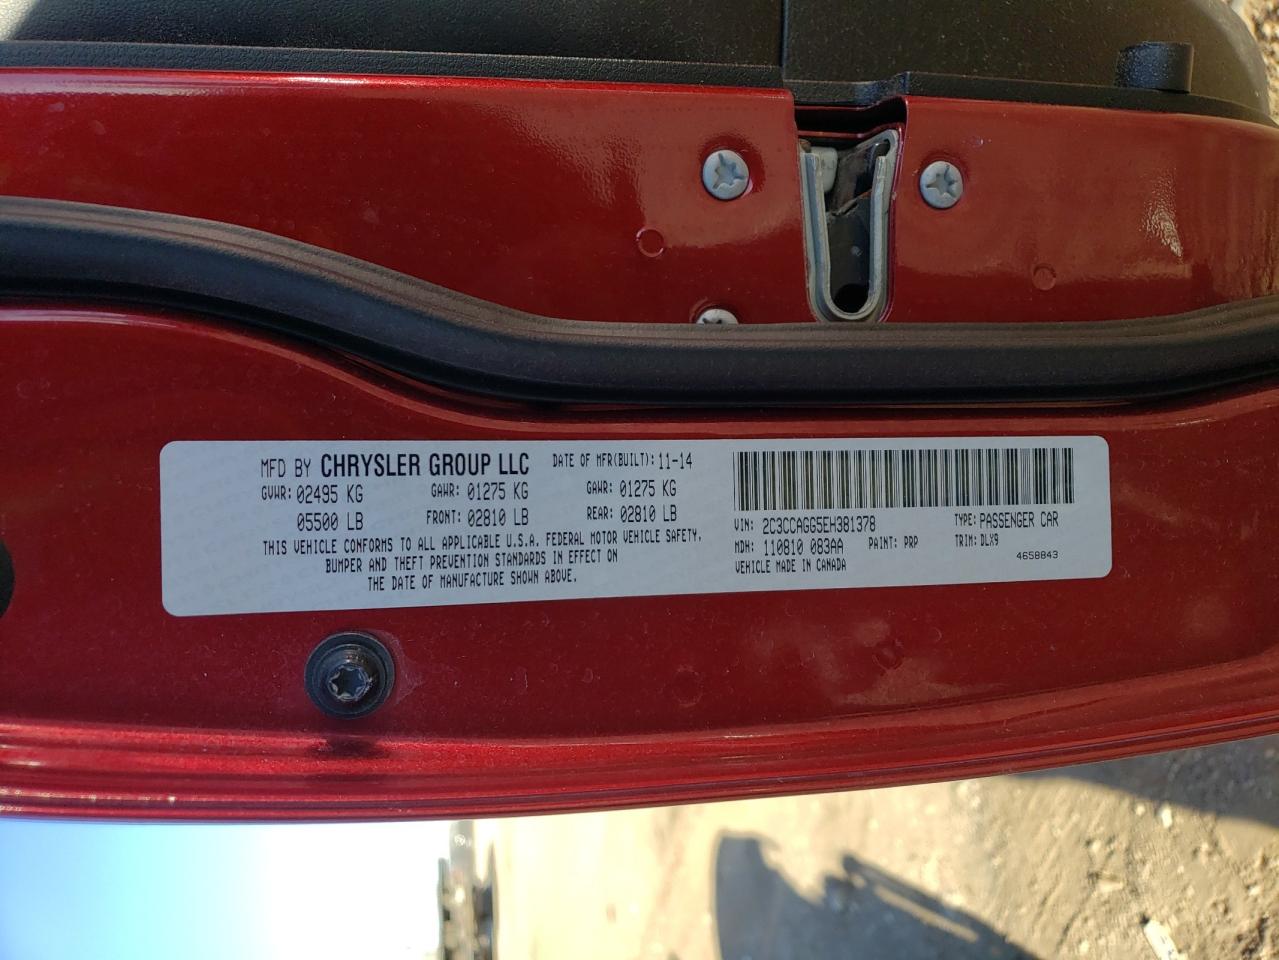 MFD BY CHRYSLER GROUP LLC DATE OF MFR(BUILT): 11-14
GVWR: 02495 KG GAWR: 01275 KG GAWR: 01275 KG
05500 LB FRONT: 02810 LB REAR: 02810 LB
THIS VEHICLE CONFORMS TO ALL APPLICABLE U.S.A. FEDERAL MOTOR VEHICLE SAFETY,
BUMPER AND THEFT PREVENTION STANDARDS IN EFFECT ON
THE DATE OF MANUFACTURE SHOWN ABOVE.
VIN: 2C3CCAGG5EH381378 TYPE: PASSENGER CAR
MDH: 110810 083AA PAINT: PRP TRIM: DLX9
VEHICLE MADE IN CANADA 4658843